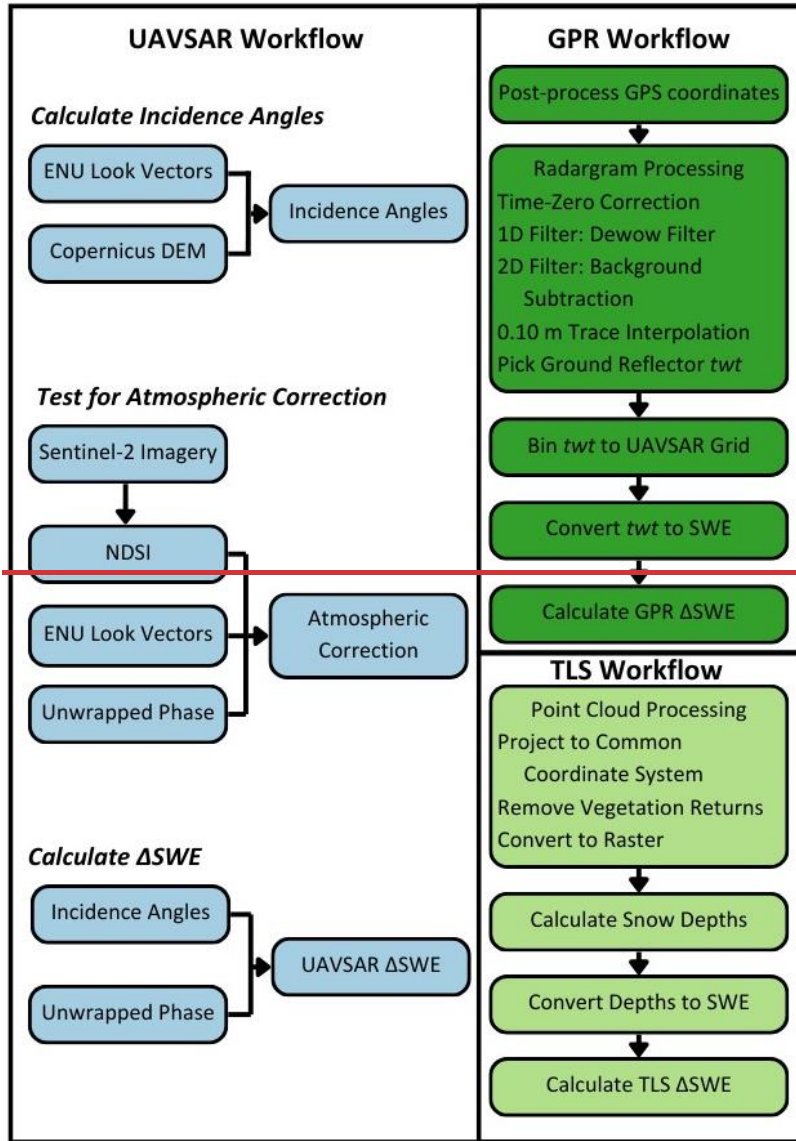 UAVSAR Workflow
Calculate Incidence Angles
ENU Look Vectors
Copernicus DEM
Incidence Angles
Test for Atmospheric Correction
Sentinel-2 Imagery
NDSI
ENU Look Vectors
Unwrapped Phase
Atmospheric
Correction
Calculate ΔSWE
Incidence Angles
Unwrapped Phase
UAVSAR ΔSWE
GPR Workflow
Post-process GPS coordinates
Radargram Processing
Time-Zero Correction
1D Filter: Dewow Filter
2D Filter: Background
Subtraction
0.10 m Trace Interpolation
Pick Ground Reflector twt
Bin twt to UAVSAR Grid
Convert twt to SWE
Calculate GPR ΔSWE
TLS Workflow
Point Cloud Processing
Project to Common
Coordinate System
Remove Vegetation Returns
Convert to Raster
Calculate Snow Depths
Convert Depths to SWE
Calculate TLS ΔSWE